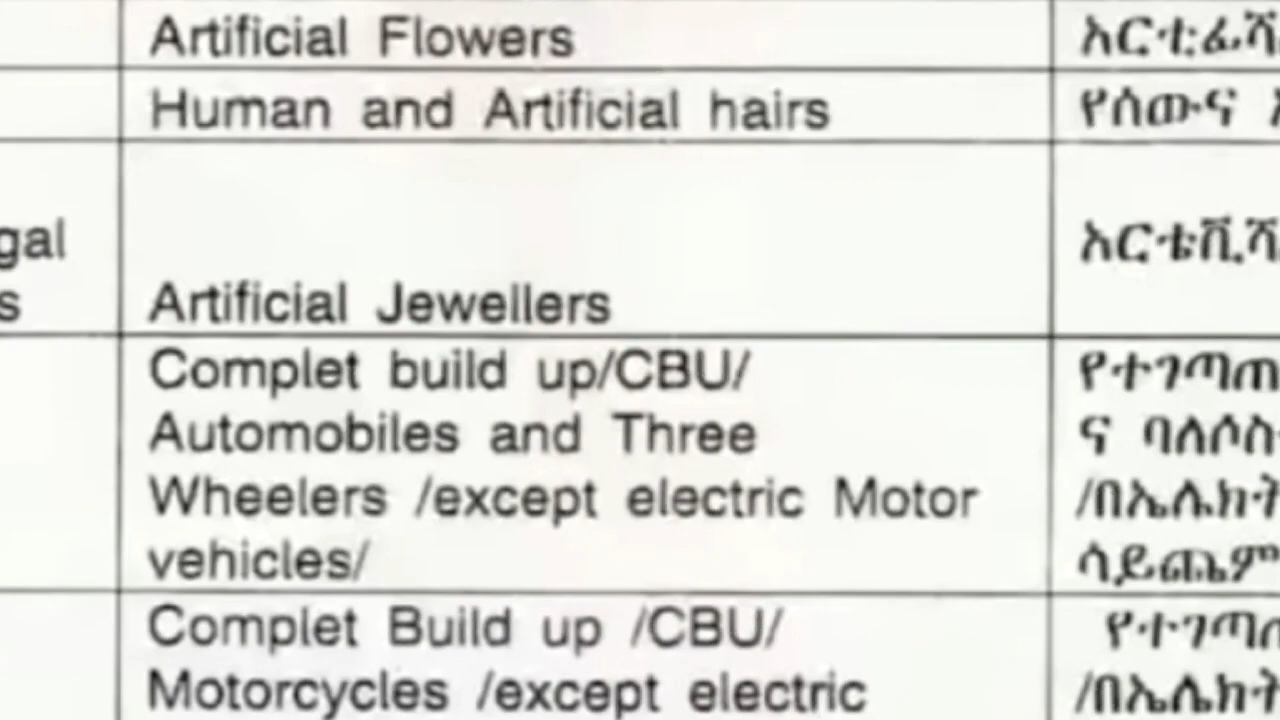 Artificial Flowers
አርቲፊሻ
Human and Artificial hairs
የሰውና
gal
አርቴቪሻ
s
Artificial Jewellers
Complet build up/CBU/
የተገጣጠ
Automobiles and Three
ና ባለሶስ
Wheelers /except electric Motor
/በኤሌክት
vehicles/
ሳይጨም
Complet Build up /CBU/
የተገጣ
Motorcycles /except electric
/በኤሌክት